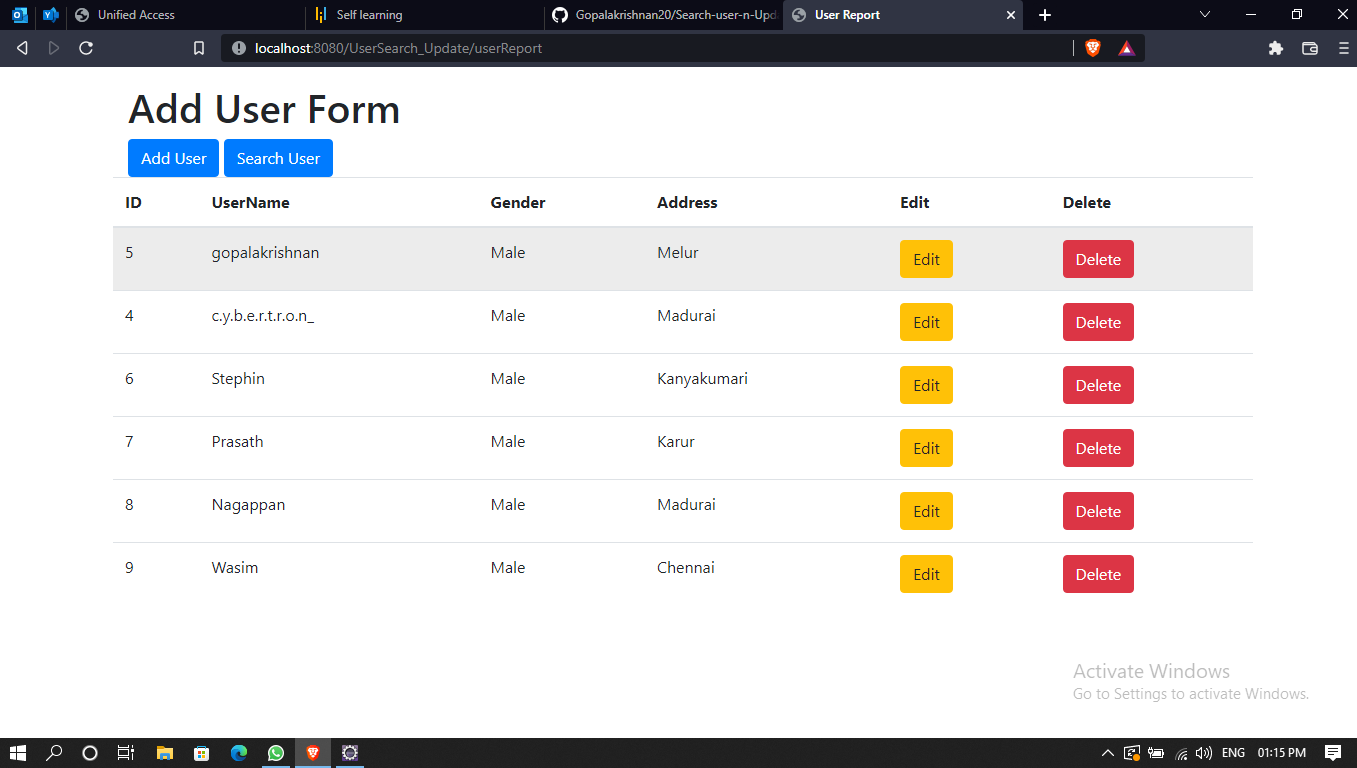 Unified Access
Self learning
Gopalakrishnan20/Search-user-n-Upd
User Report
localhost:8080/UserSearch_Update/userReport
Add User Form
Add User Search User
ID UserName Gender Address Edit Delete
5 gopalakrishnan Male Melur Edit Delete
4 c.y.b.e.r.t.r.o.n_ Male Madurai Edit Delete
6 Stephin Male Kanyakumari Edit Delete
7 Prasath Male Karur Edit Delete
8 Nagappan Male Madurai Edit Delete
9 Wasim Male Chennai Edit Delete
Activate Windows
Go to Settings to activate Windows.
ENG 01:15 PM